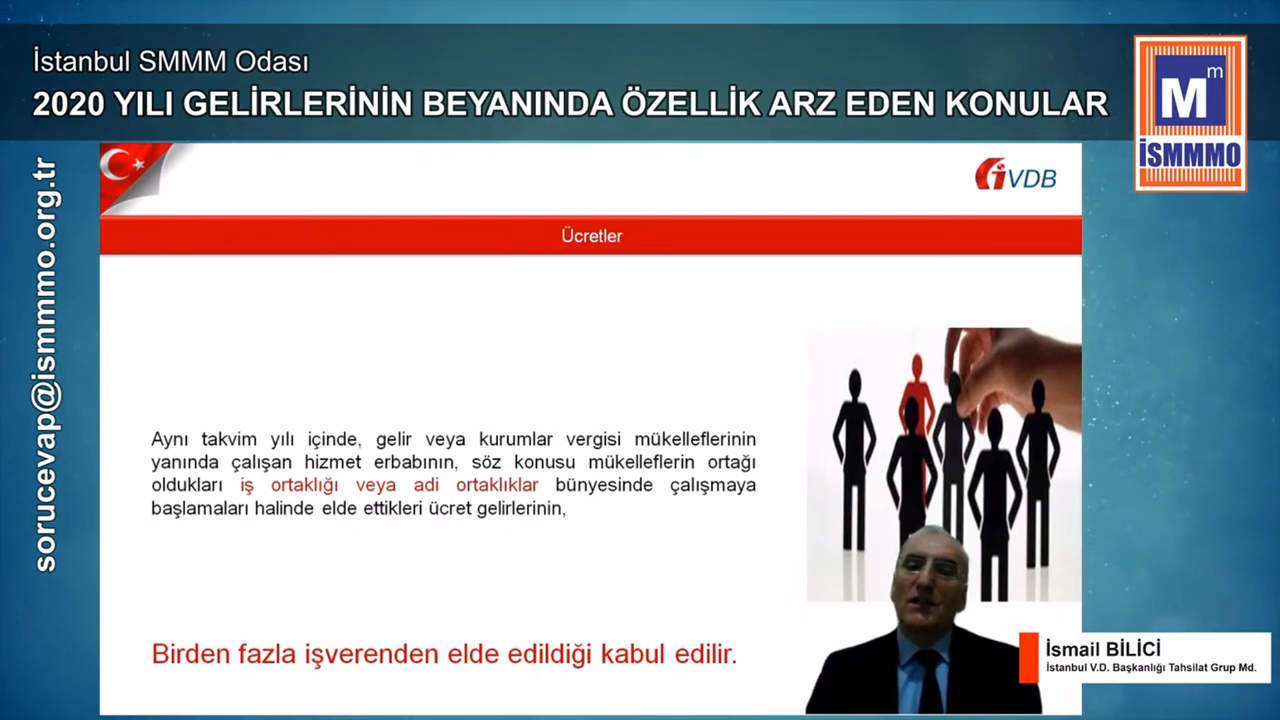 İstanbul SMMM Odası
2020 YILI GELİRLERİNİN BEYANINDA ÖZELLİK ARZ EDEN KONULAR
Mm
İSMMMO
sorucevap@ismmmo.org.tr
iVDB
Ücretler
Aynı takvim yılı içinde, gelir veya kurumlar vergisi mükelleflerinin
yanında çalışan hizmet erbabının, söz konusu mükelleflerin ortağı
oldukları iş ortaklığı veya adi ortaklıklar bünyesinde çalışmaya
başlamaları halinde elde ettikleri ücret gelirlerinin,
Birden fazla işverenden elde edildiği kabul edilir.
İsmail BİLİCİ
İstanbul V.D. Başkanlığı Tahsilat Grup Md.